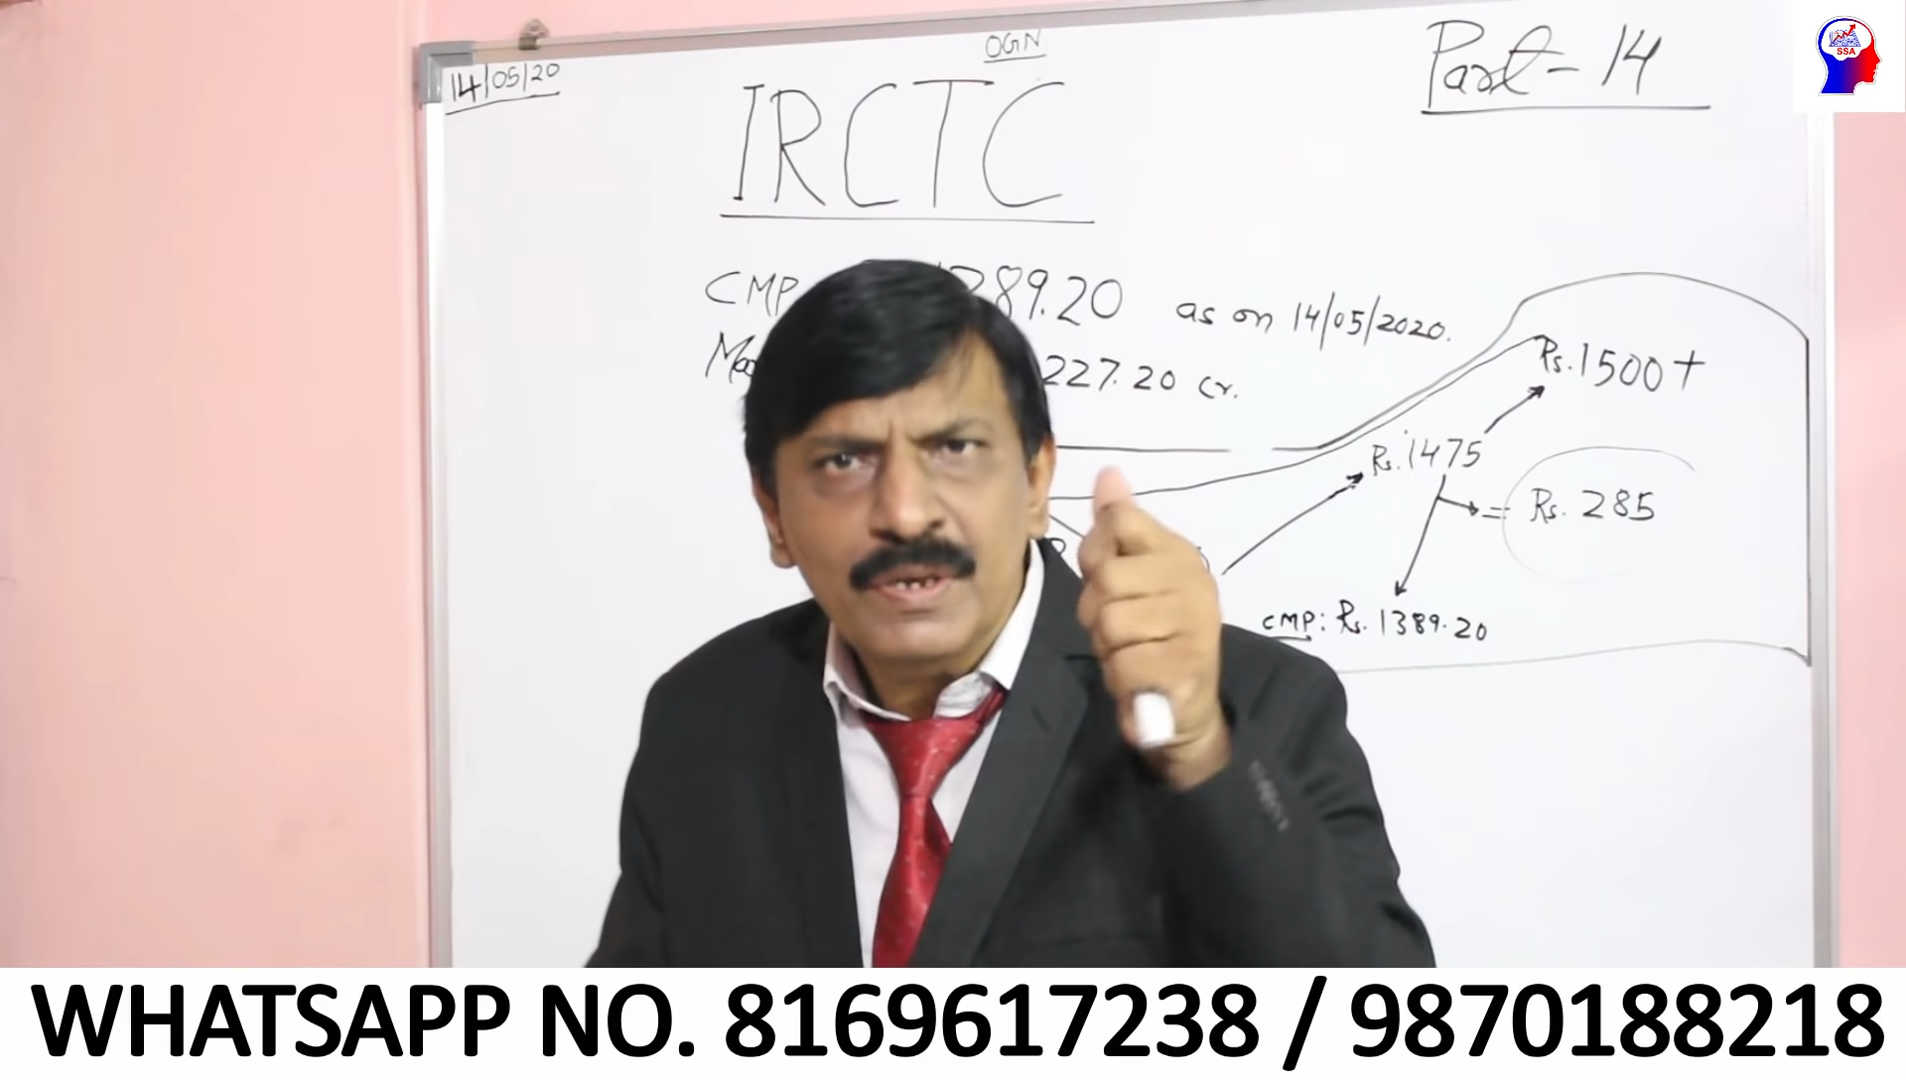 14/05/20
OGN
Part - 14
SSA
IRCTC
CMP 389.20 as on 14/05/2020.
227.20 cr.
Rs. 1500+
Rs. 1475
= Rs. 285
CMP: Rs. 1389.20
WHATSAPP NO. 8169617238 / 9870188218